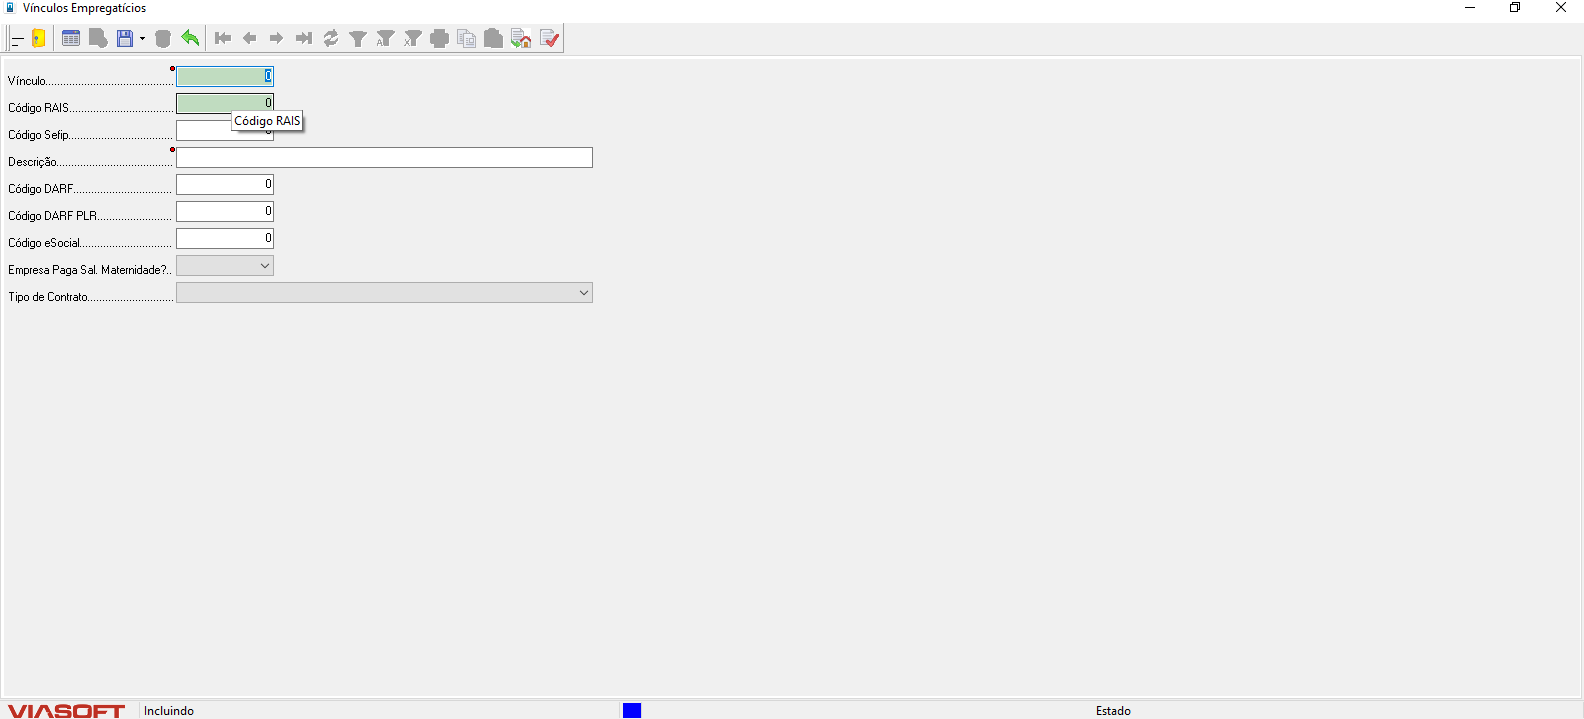 Vínculos Empregatícios
Vínculo........................................... 0
Código RAIS................................... 0
Código RAIS
Código Sefip................................... 0
Descrição.......................................
Código DARF................................. 0
Código DARF PLR......................... 0
Código eSocial............................... 0
Empresa Paga Sal. Maternidade?..
Tipo de Contrato.............................
VIASOFT Incluindo Estado